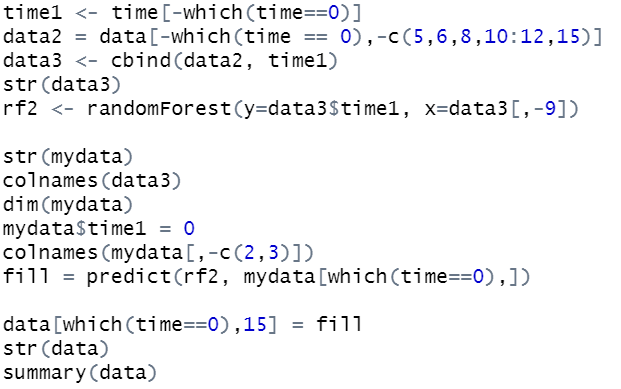 time1 <- time[-which(time==0)]
data2 = data[-which(time == 0),-c(5,6,8,10:12,15)]
data3 <- cbind(data2, time1)
str(data3)
rf2 <- randomForest(y=data3$time1, x=data3[,-9])
str(mydata)
colnames(data3)
dim(mydata)
mydata$time1 = 0
colnames(mydata[,-c(2,3)])
fill = predict(rf2, mydata[which(time==0),])
data[which(time==0),15] = fill
str(data)
summary(data)